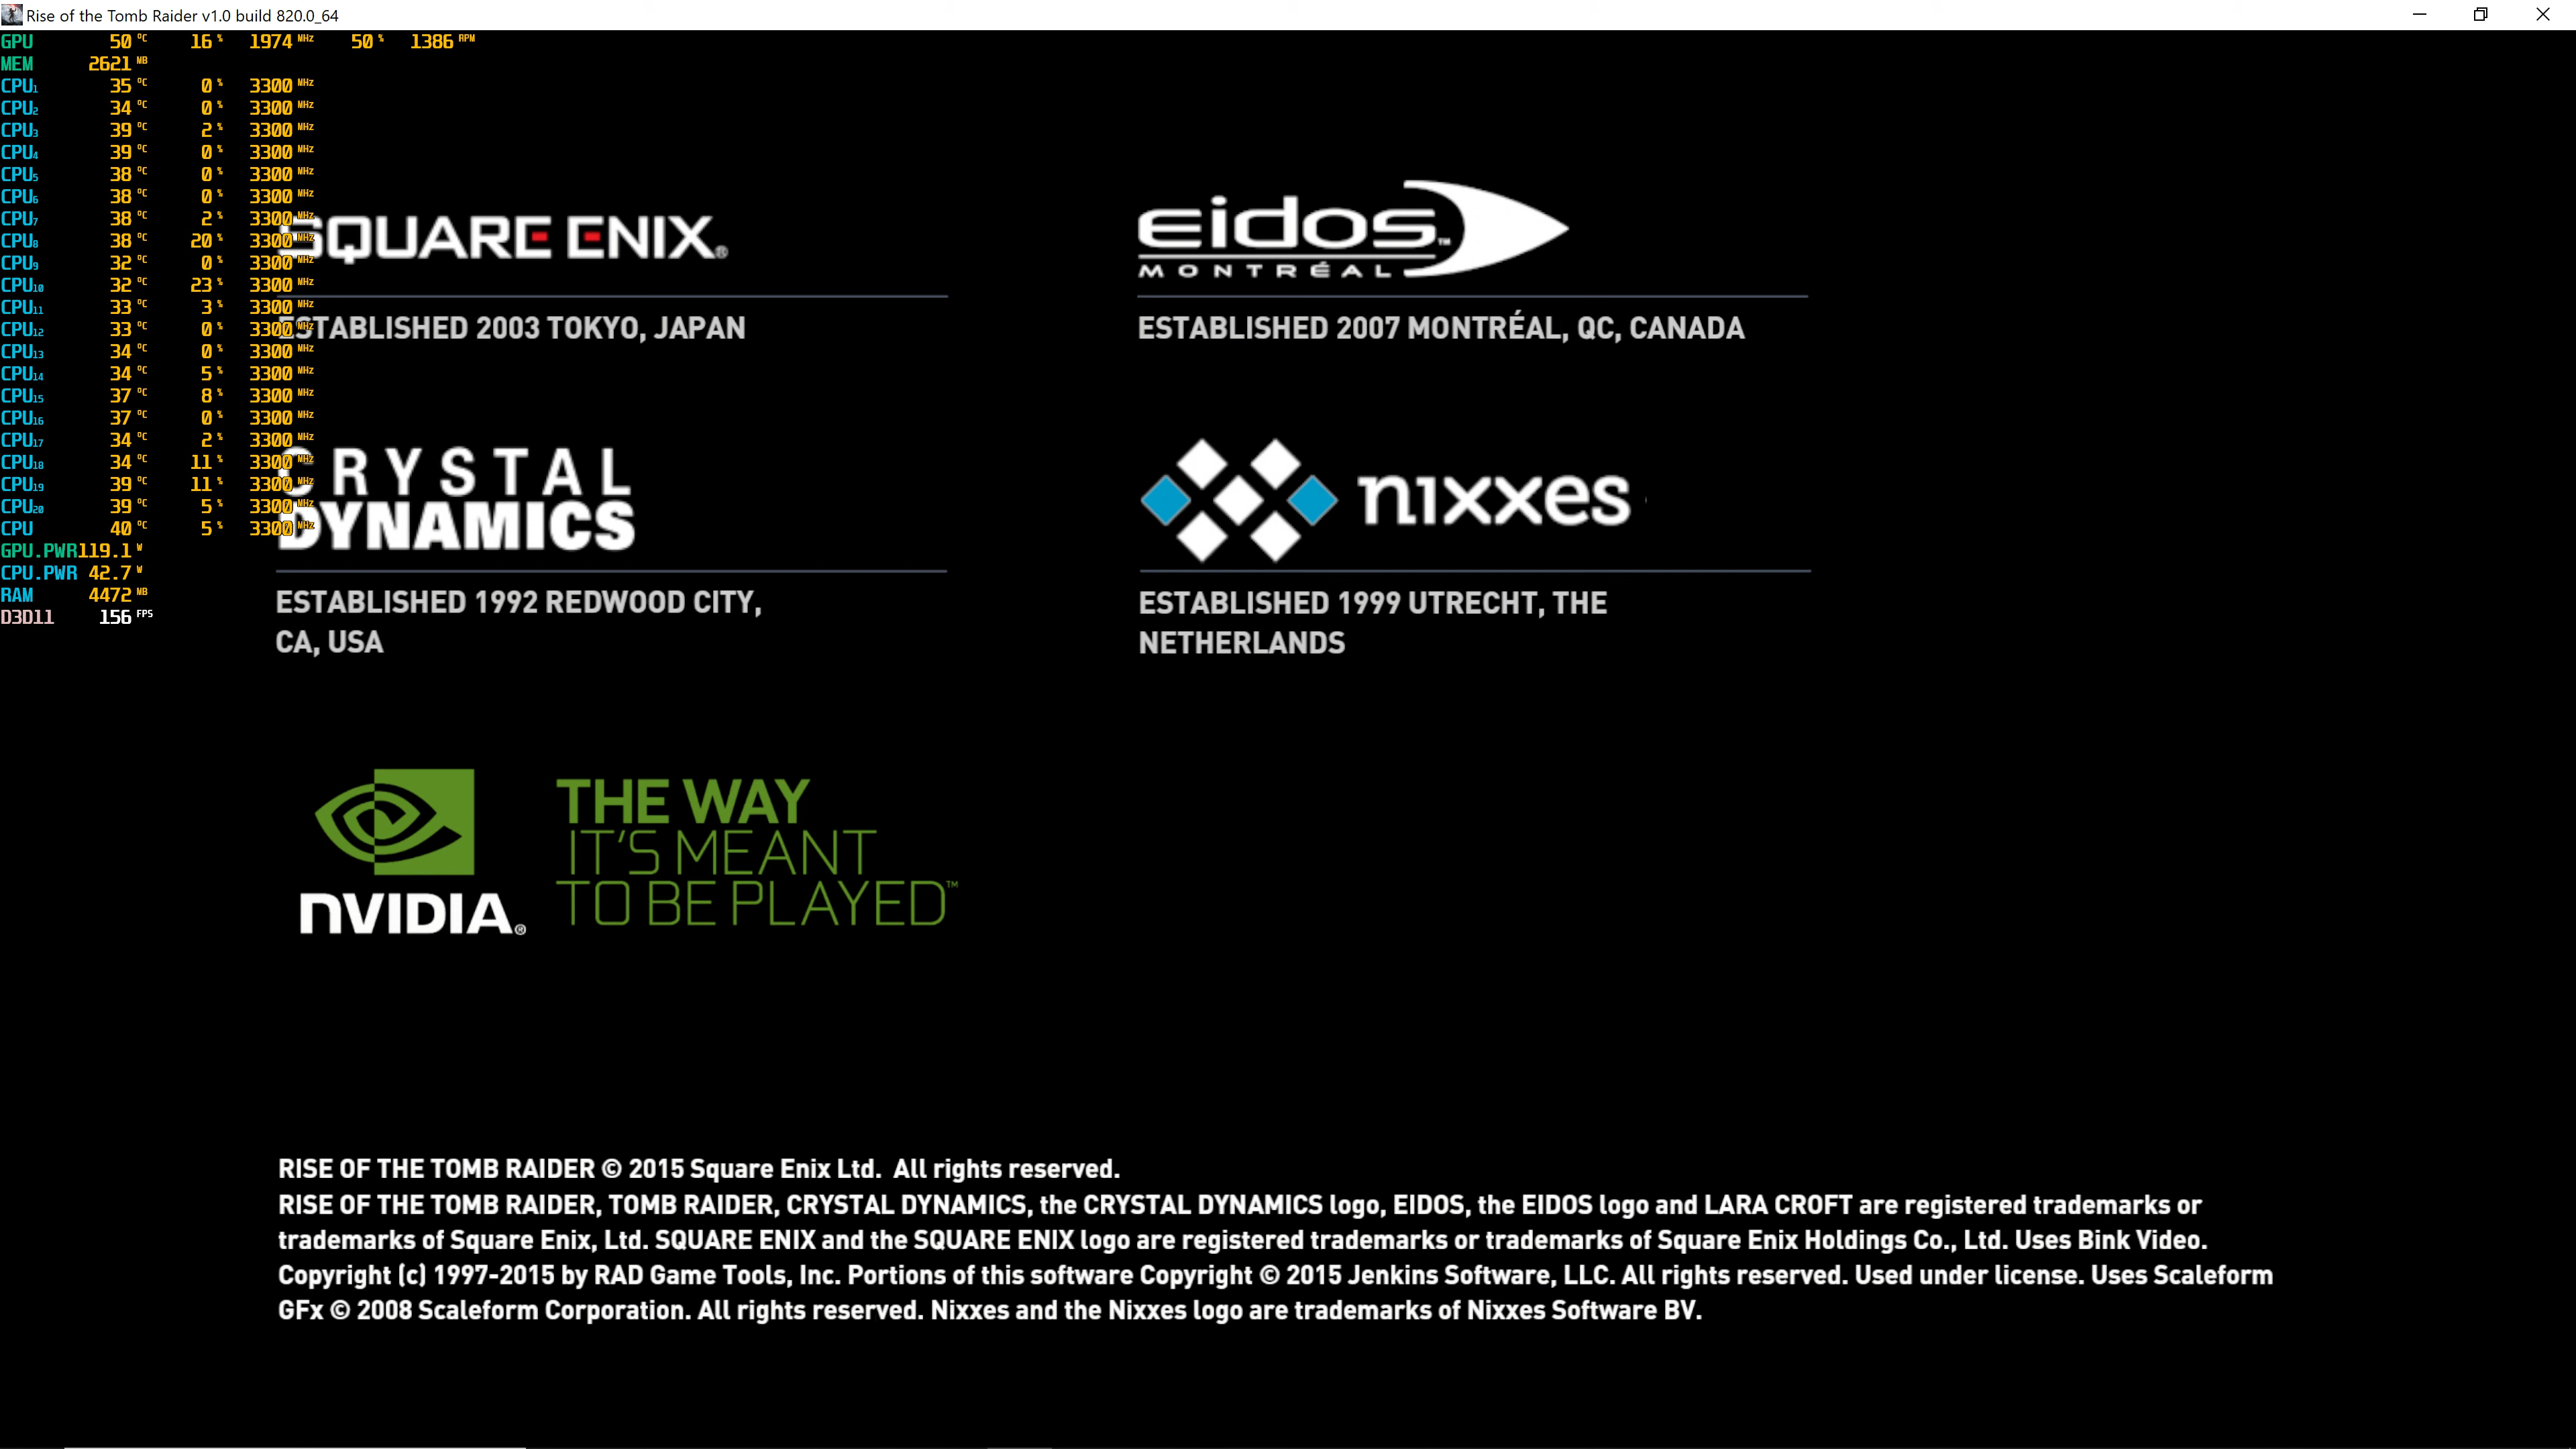 Rise of the Tomb Raider v1.0 build 820.0_64
GPU 50 °C 16 % 1974 MHz 50 % 1386 RPM
MEM 2621 MB
CPU1 35 °C 0 % 3300 MHz
CPU2 34 °C 0 % 3300 MHz
CPU3 39 °C 2 % 3300 MHz
CPU4 39 °C 0 % 3300 MHz
CPU5 38 °C 0 % 3300 MHz
CPU6 38 °C 0 % 3300 MHz
CPU7 38 °C 2 % 3300 MHz
CPU8 38 °C 20 % 3300 MHz
CPU9 32 °C 0 % 3300 MHz
CPU10 32 °C 23 % 3300 MHz
CPU11 33 °C 3 % 3300 MHz
CPU12 33 °C 0 % 3300 MHz
CPU13 34 °C 0 % 3300 MHz
CPU14 34 °C 5 % 3300 MHz
CPU15 37 °C 8 % 3300 MHz
CPU16 37 °C 0 % 3300 MHz
CPU17 34 °C 2 % 3300 MHz
CPU18 34 °C 11 % 3300 MHz
CPU19 39 °C 11 % 3300 MHz
CPU20 39 °C 5 % 3300 MHz
CPU 40 °C 5 % 3300 MHz
GPU.PWR 119.1 W
CPU.PWR 42.7 W
RAM 4472 MB
D3D11 156 FPS
SQUARE ENIX®
ESTABLISHED 2003 TOKYO, JAPAN
eidos™
MONTRÉAL
ESTABLISHED 2007 MONTRÉAL, QC, CANADA
CRYSTAL
DYNAMICS
ESTABLISHED 1992 REDWOOD CITY,
CA, USA
nixxes
ESTABLISHED 1999 UTRECHT, THE
NETHERLANDS
NVIDIA®
THE WAY
IT'S MEANT
TO BE PLAYED™
RISE OF THE TOMB RAIDER © 2015 Square Enix Ltd. All rights reserved.
RISE OF THE TOMB RAIDER, TOMB RAIDER, CRYSTAL DYNAMICS, the CRYSTAL DYNAMICS logo, EIDOS, the EIDOS logo and LARA CROFT are registered trademarks or
trademarks of Square Enix, Ltd. SQUARE ENIX and the SQUARE ENIX logo are registered trademarks or trademarks of Square Enix Holdings Co., Ltd. Uses Bink Video.
Copyright (c) 1997-2015 by RAD Game Tools, Inc. Portions of this software Copyright © 2015 Jenkins Software, LLC. All rights reserved. Used under license. Uses Scaleform
GFx © 2008 Scaleform Corporation. All rights reserved. Nixxes and the Nixxes logo are trademarks of Nixxes Software BV.